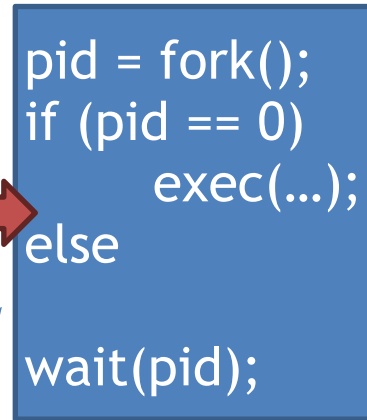 pid = fork();
if (pid == 0)
exec(…);
else
wait(pid);